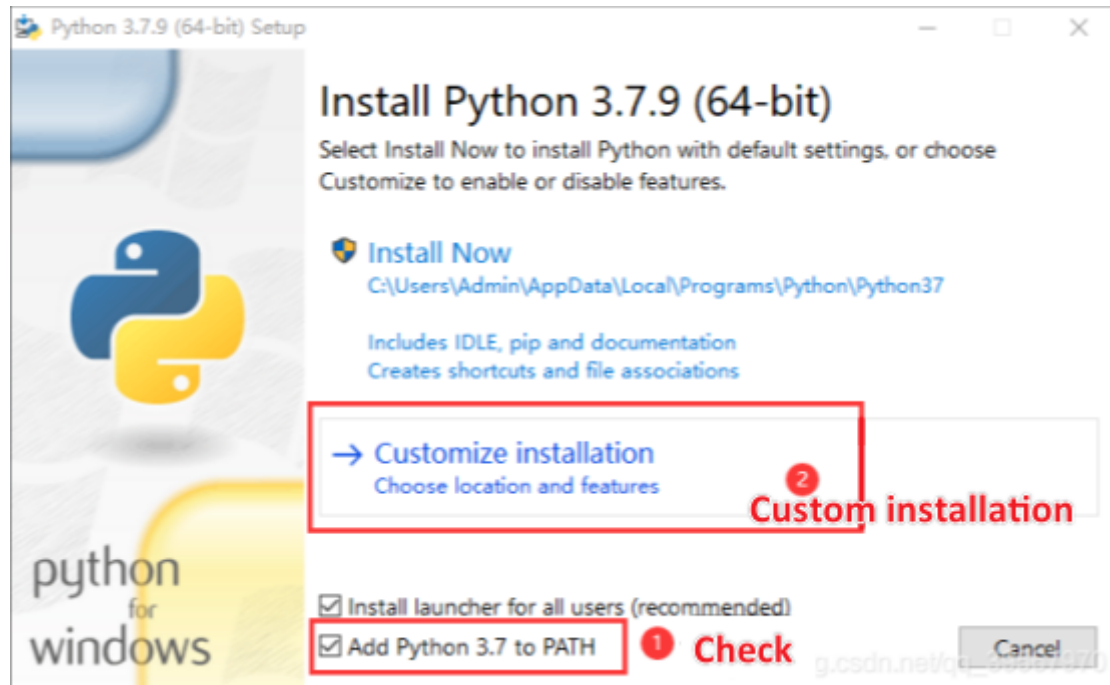 Python 3.7.9 (64-bit) Setup
Install Python 3.7.9 (64-bit)
Select Install Now to install Python with default settings, or choose
Customize to enable or disable features.
Install Now
C:\Users\Admin\AppData\Local\Programs\Python\Python37
Includes IDLE, pip and documentation
Creates shortcuts and file associations
→ Customize installation
Choose location and features
2
Custom installation
python
for
windows
Install launcher for all users (recommended)
Add Python 3.7 to PATH
1
Check
Cancel